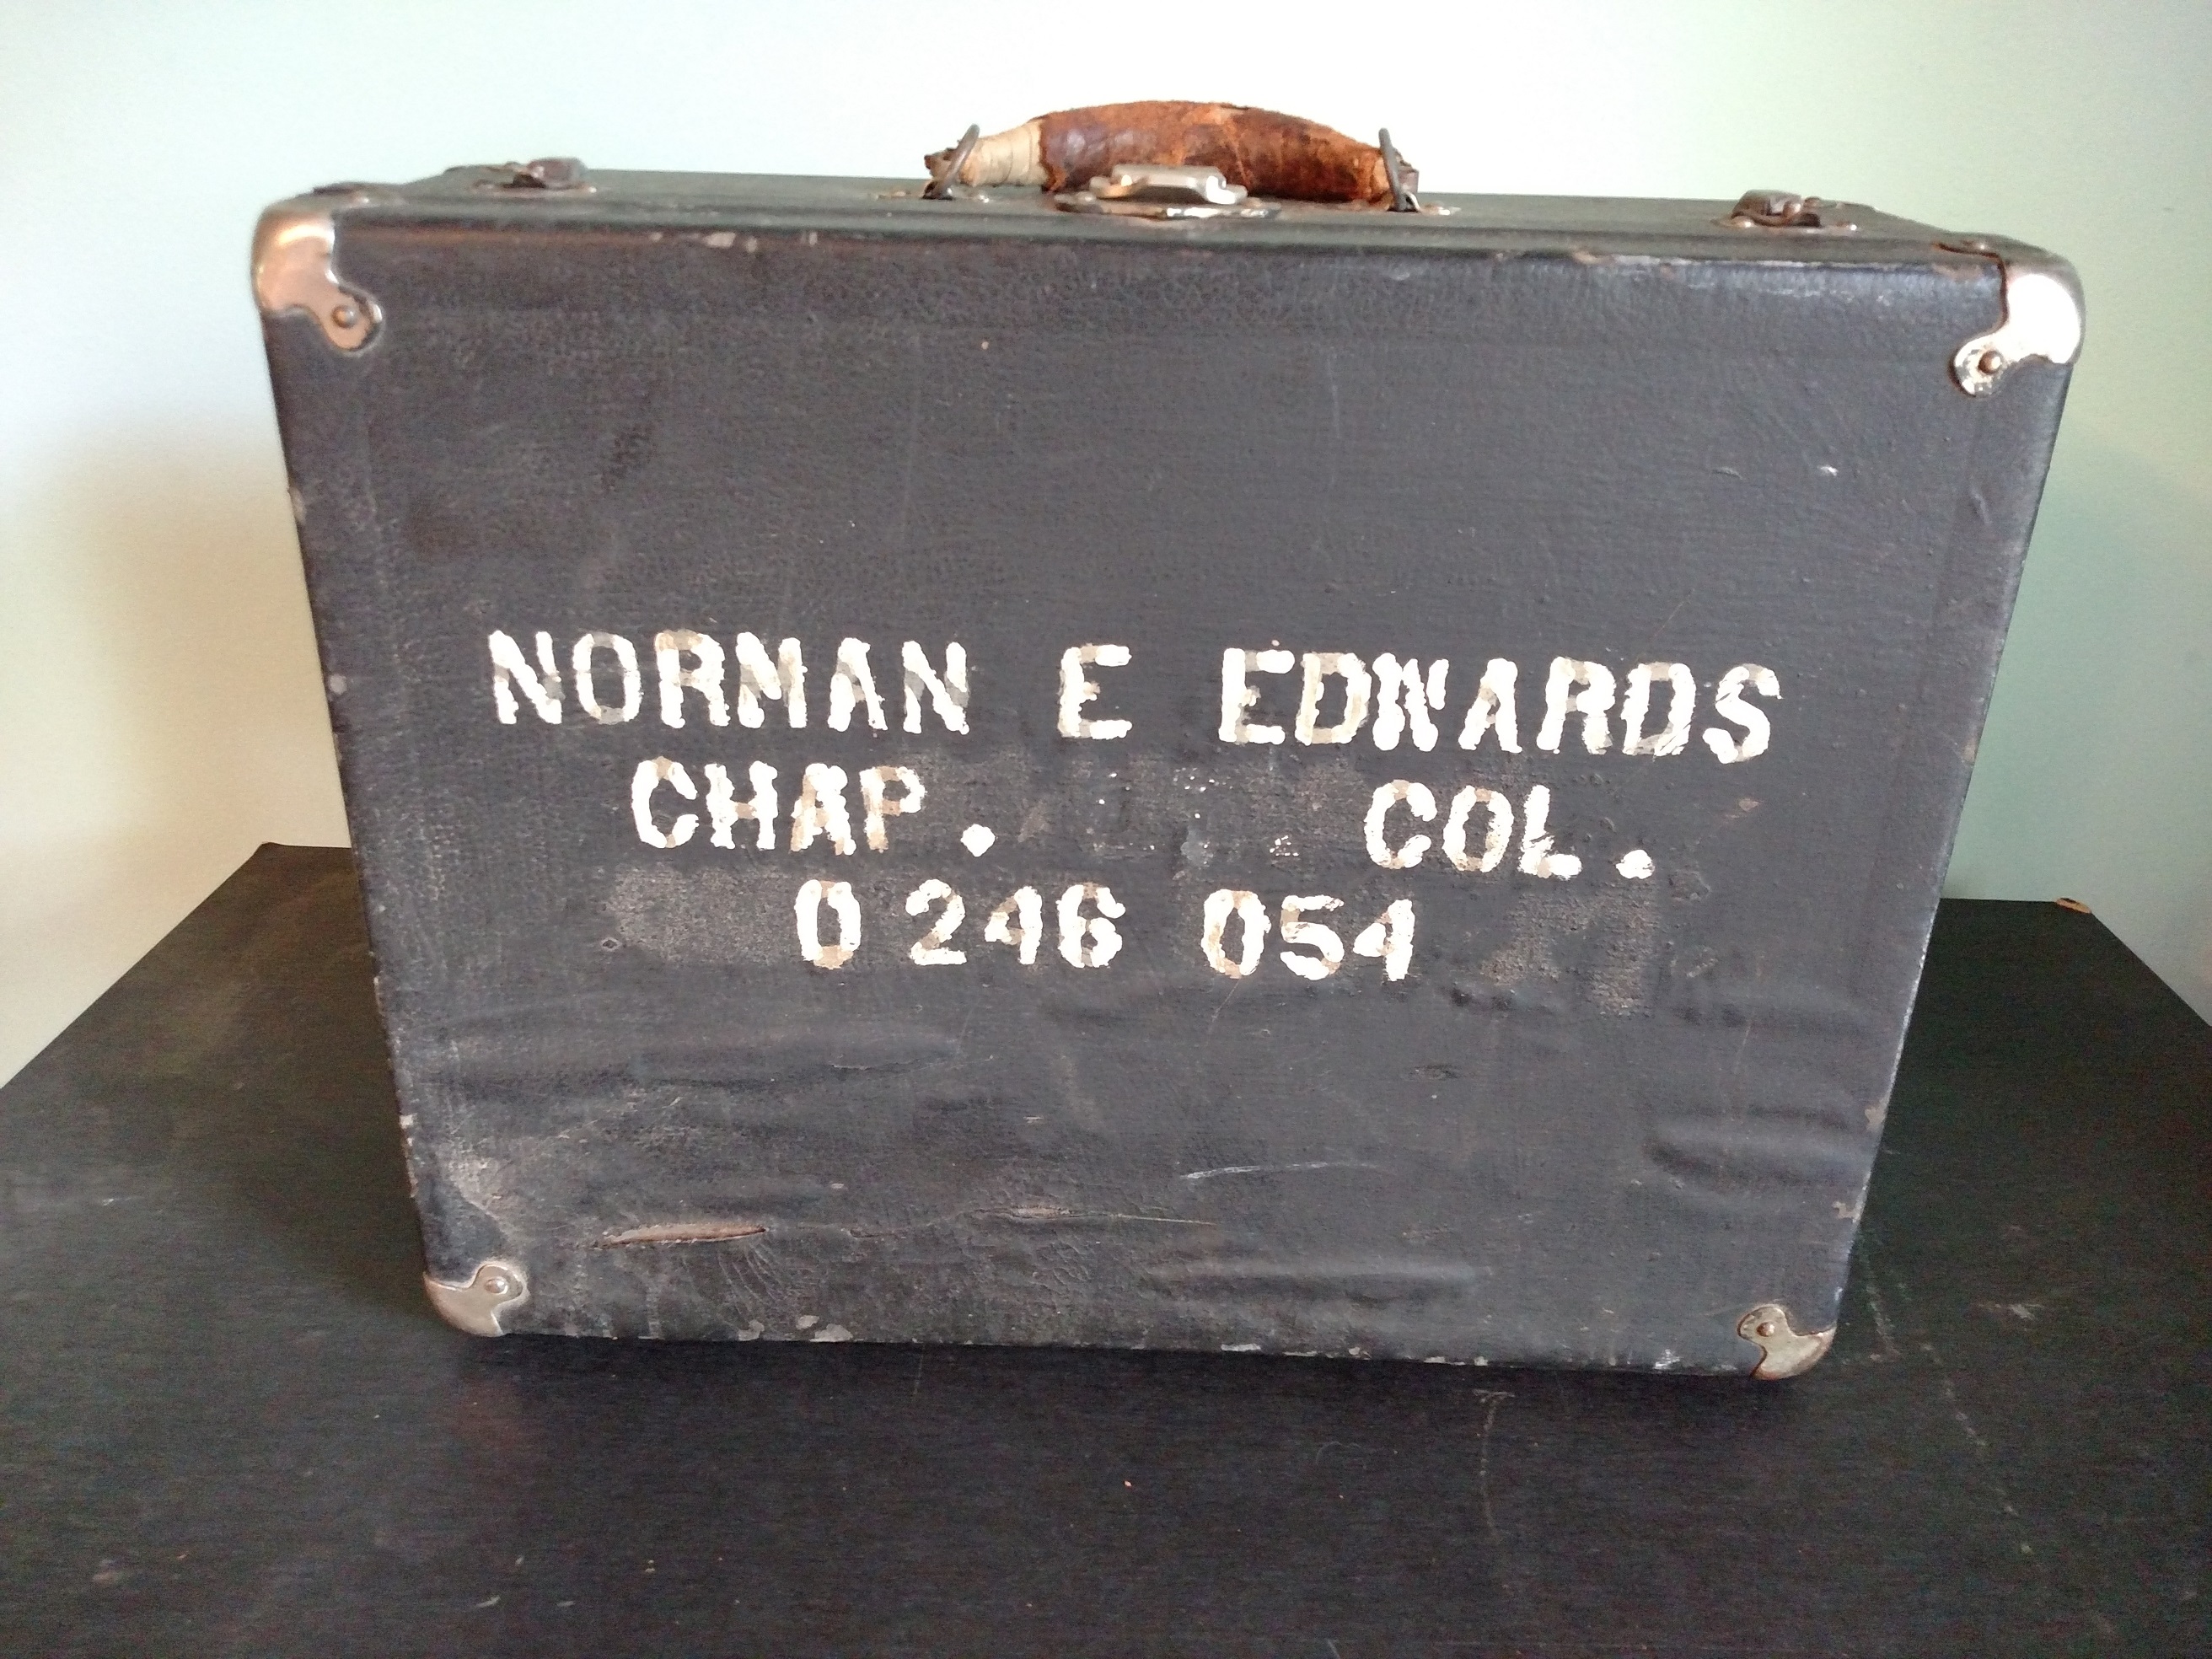 NORMAN E EDWARDS
CHAP. COL.
0 246 054